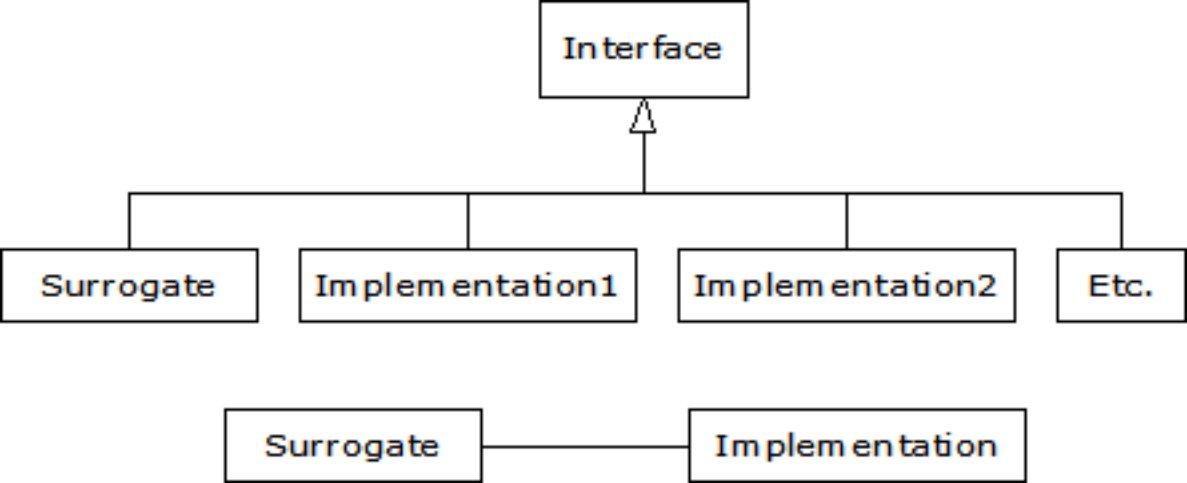 Interface
Surrogate Implementation1 Implementation2 Etc.
Surrogate Implementation